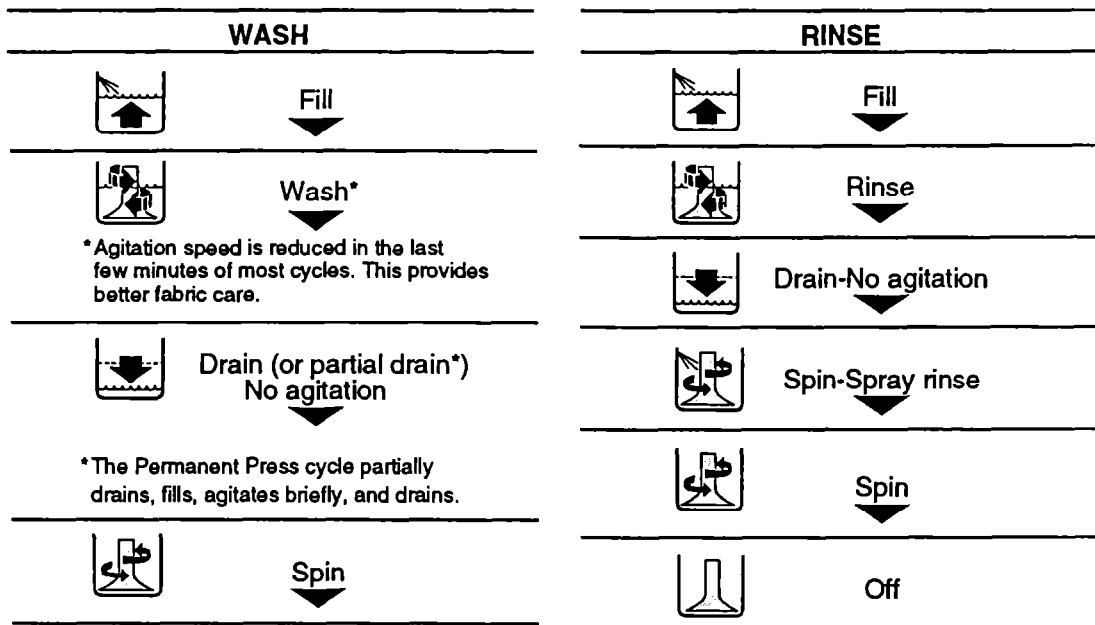 WASH
Fill
Wash*
*Agitation speed is reduced in the last
few minutes of most cycles. This provides
better fabric care.
Drain (or partial drain*)
No agitation
*The Permanent Press cycle partially
drains, fills, agitates briefly, and drains.
Spin
RINSE
Fill
Rinse
Drain-No agitation
Spin-Spray rinse
Spin
Off